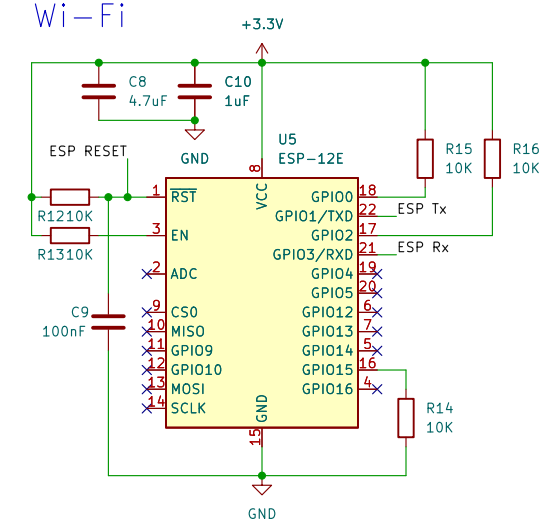 Wi-Fi
+3.3V
C8
4.7uF
C10
1uF
GND
ESP RESET
U5
ESP-12E
R15
10K
R16
10K
R12 10K
R13 10K
C9
100nF
8
VCC
1 RST
3 EN
2 ADC
9 CS0
10 MISO
11 GPIO9
12 GPIO10
13 MOSI
14 SCLK
GPIO0 18
GPIO1/TXD 22 ESP Tx
GPIO2 17
GPIO3/RXD 21 ESP Rx
GPIO4 19
GPIO5 20
GPIO12 6
GPIO13 7
GPIO14 5
GPIO15 16
GPIO16 4
GND
15
R14
10K
GND